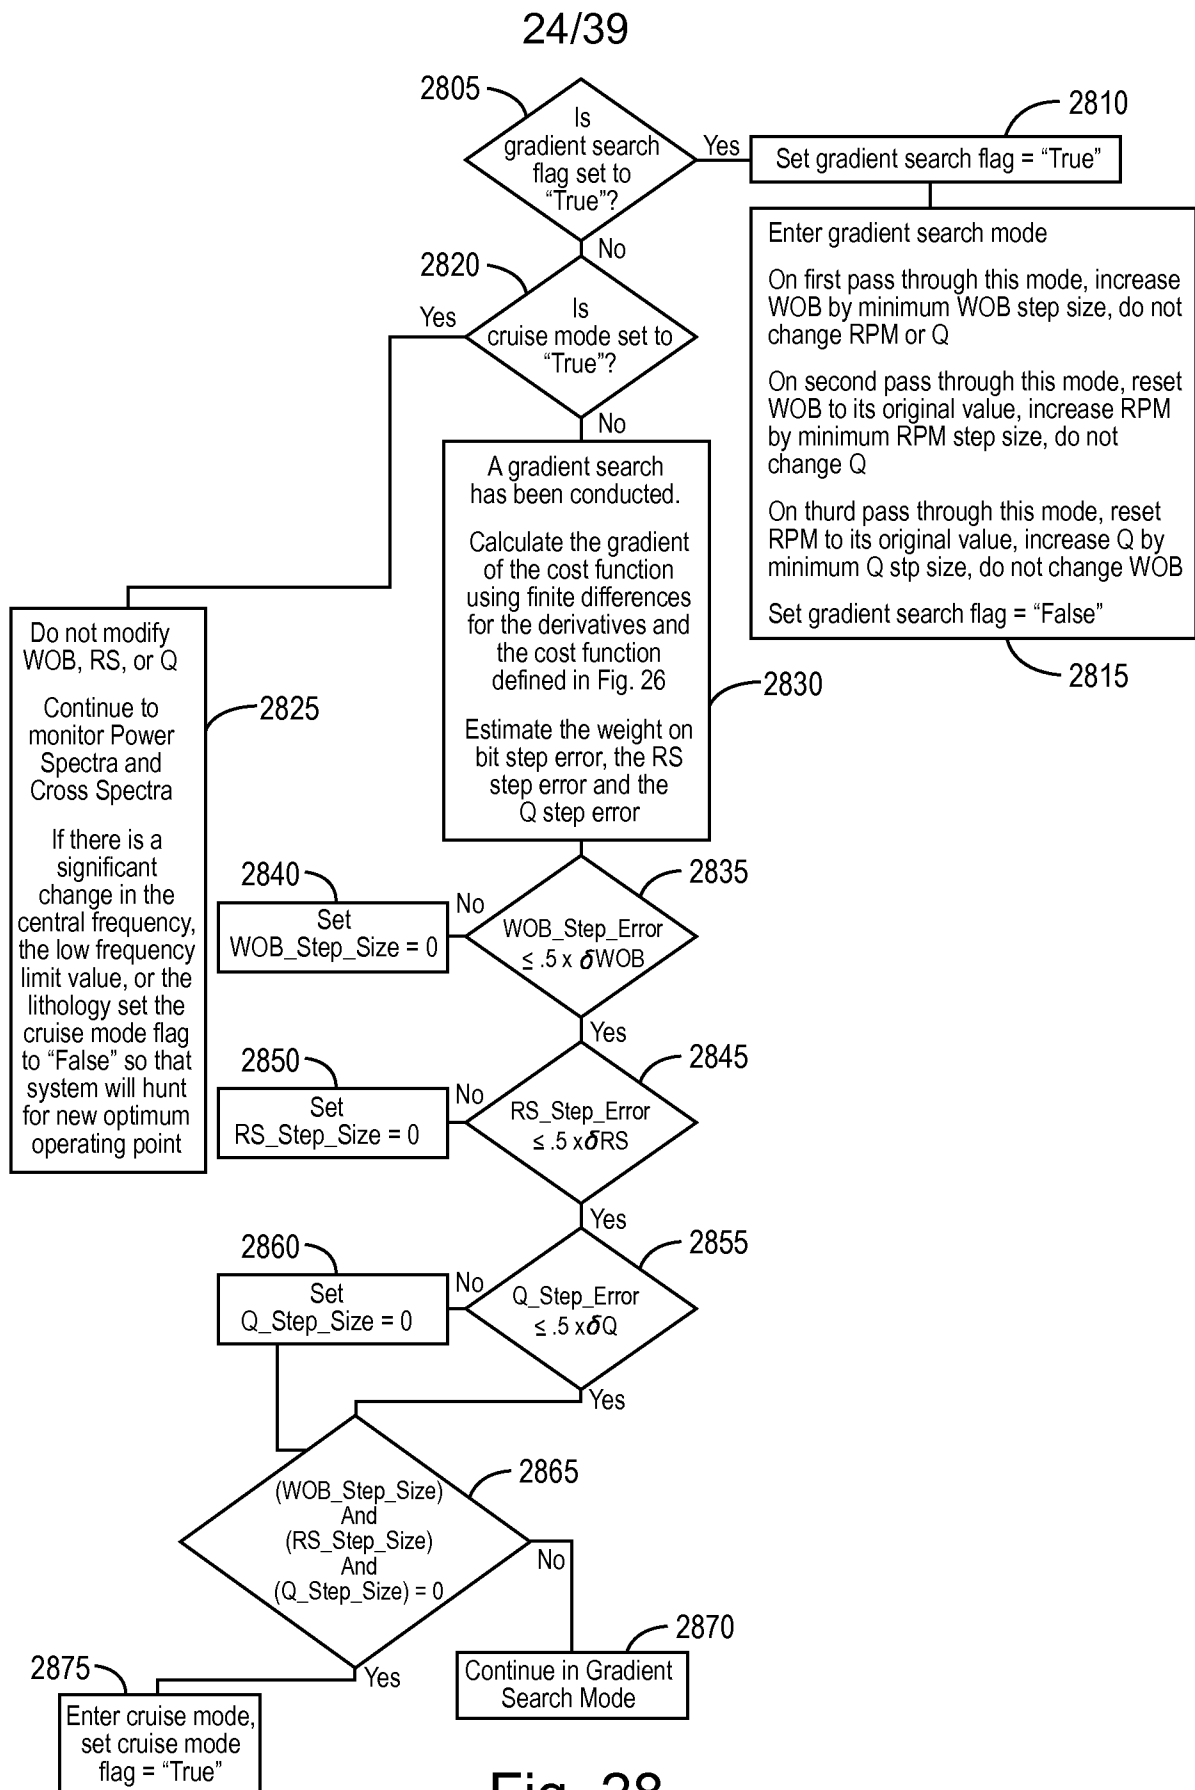 24/39
2805
Is
gradient search
flag set to
"True"?
Yes
2810
Set gradient search flag = "True"
No
Enter gradient search mode
On first pass through this mode, increase
WOB by minimum WOB step size, do not
change RPM or Q
On second pass through this mode, reset
WOB to its original value, increase RPM
by minimum RPM step size, do not
change Q
On thurd pass through this mode, reset
RPM to its original value, increase Q by
minimum Q stp size, do not change WOB
Set gradient search flag = "False"
2815
2820
Is
cruise mode set to
"True"?
Yes
No
Do not modify
WOB, RS, or Q
Continue to
monitor Power
Spectra and
Cross Spectra
If there is a
significant
change in the
central frequency,
the low frequency
limit value, or the
lithology set the
cruise mode flag
to "False" so that
system will hunt
for new optimum
operating point
2825
A gradient search
has been conducted.
Calculate the gradient
of the cost function
using finite differences
for the derivatives and
the cost function
defined in Fig. 26
Estimate the weight on
bit step error, the RS
step error and the
Q step error
2830
2835
WOB_Step_Error
≤ .5 x δWOB
No
2840
Set
WOB_Step_Size = 0
Yes
2845
RS_Step_Error
≤ .5 xδRS
No
2850
Set
RS_Step_Size = 0
Yes
2855
Q_Step_Error
≤ .5 xδQ
No
2860
Set
Q_Step_Size = 0
Yes
2865
(WOB_Step_Size)
And
(RS_Step_Size)
And
(Q_Step_Size) = 0
No
2870
Continue in Gradient
Search Mode
Yes
2875
Enter cruise mode,
set cruise mode
flag = "True"
Fig. 28